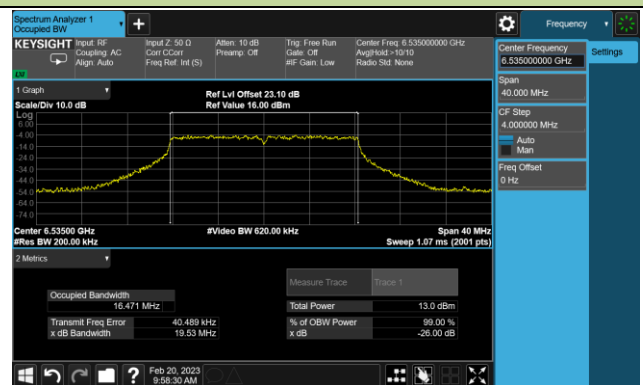 Spectrum Analyzer 1
Occupied BW
Frequency
KEYSIGHT
Input: RF
Coupling: AC
Align: Auto
Input Z: 50 Ω
Corr CCorr
Freq Ref: Int (S)
Atten: 10 dB
Preamp: Off
Trig: Free Run
Gate: Off
#IF Gain: Low
Center Freq: 6.535000000 GHz
Avg|Hold:>10/10
Radio Std: None
Center Frequency
6.535000000 GHz
Settings
Span
40.000 MHz
CF Step
4.000000 MHz
Auto
Man
Freq Offset
0 Hz
1 Graph
Scale/Div 10.0 dB
Ref Lvl Offset 23.10 dB
Ref Value 16.00 dBm
Log
6.00
-4.00
-14.0
-24.0
-34.0
-44.0
-54.0
-64.0
-74.0
Center 6.53500 GHz
#Res BW 200.00 kHz
#Video BW 620.00 kHz
Span 40 MHz
Sweep 1.07 ms (2001 pts)
2 Metrics
Measure Trace
Trace 1
Occupied Bandwidth
16.471 MHz
Total Power
13.0 dBm
Transmit Freq Error
40.489 kHz
% of OBW Power
99.00 %
x dB Bandwidth
19.53 MHz
x dB
-26.00 dB
?
Feb 20, 2023
9:58:30 AM